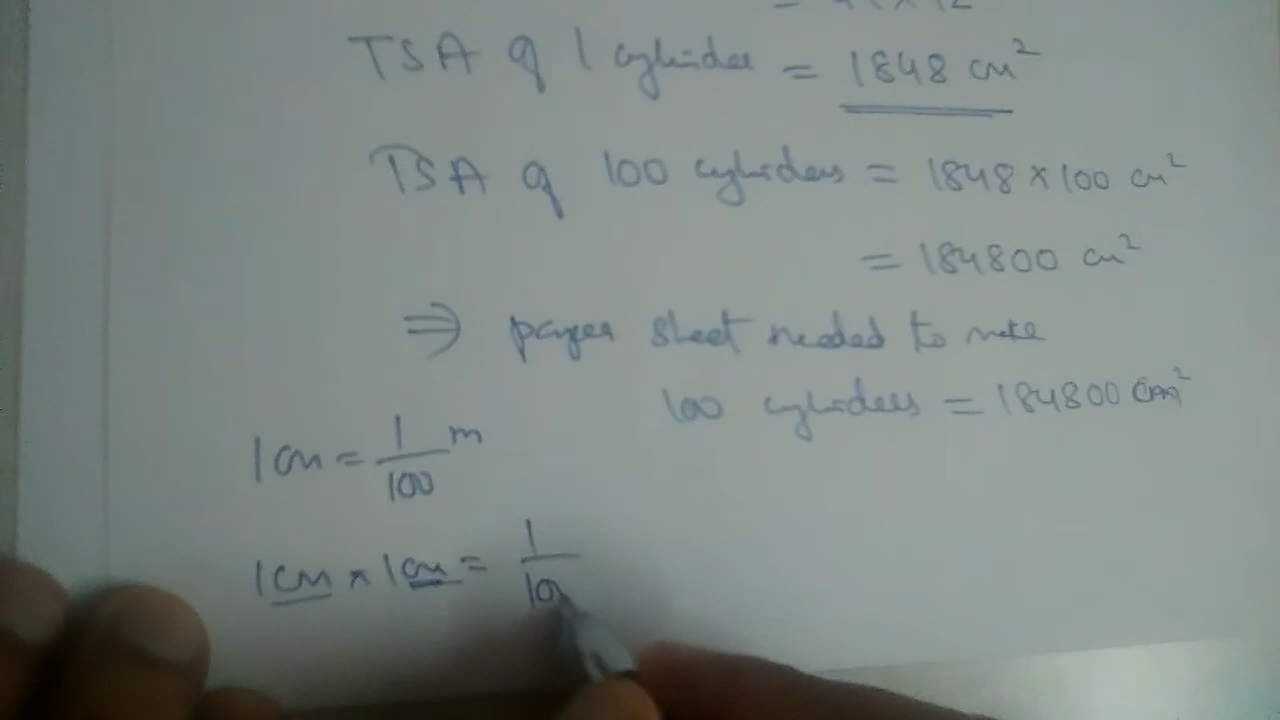 TSA of 1 cylinder = 1848 cm²
TSA of 100 cylinders = 1848 × 100 cm²
= 184800 cm²
⇒ paper sheet needed to make
100 cylinders = 184800 cm²
1 cm = 1/100 m
1 cm × 1 cm = 1/10